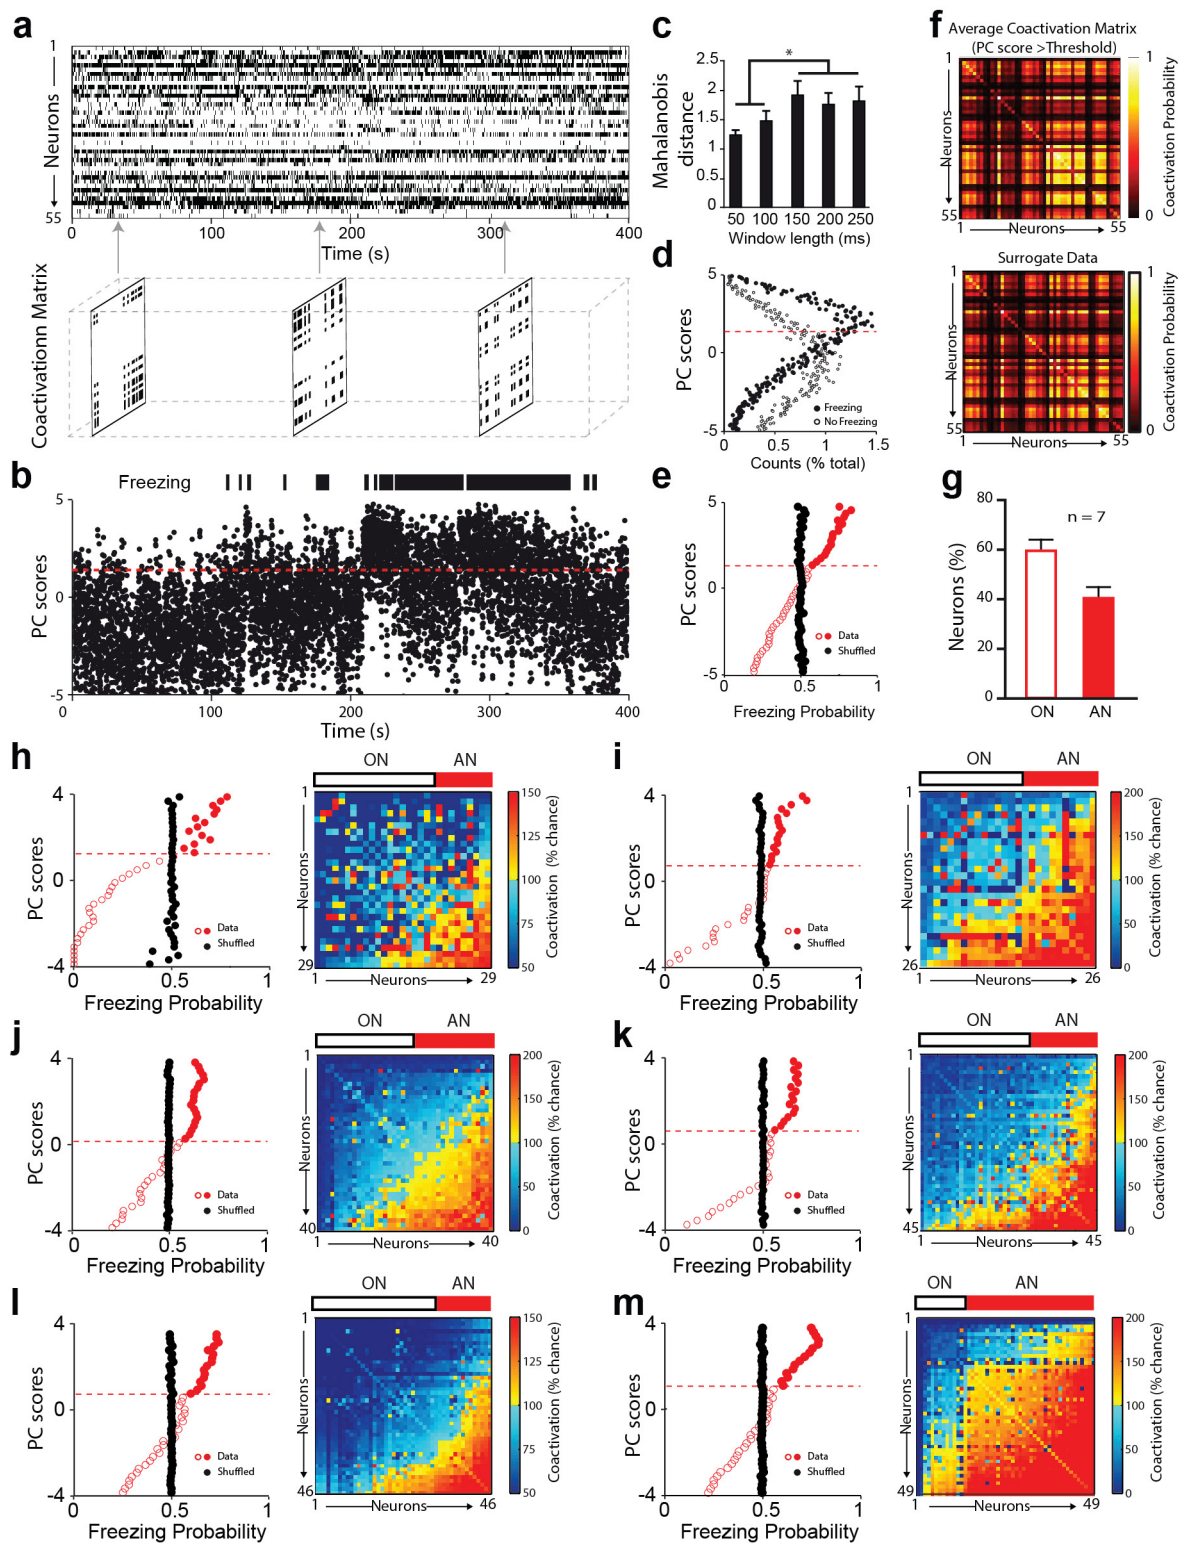 a
1
Neurons
55
0
100
200
300
400
Time (s)
Coactivationn Matrix
b
Freezing
5
0
-5
PC scores
0
100
200
300
400
Time (s)
c
2.5
2
1.5
1
0.5
0
Mahalanobis
distance
*
50 100 150 200 250
Window length (ms)
d
5
0
-5
PC scores
Freezing
No Freezing
0 0.5 1 1.5
Counts (% total)
e
5
0
-5
PC scores
Data
Shuffled
0 0.5 1
Freezing Probability
f
Average Coactivation Matrix
(PC score >Threshold)
1
Neurons
55
1 Neurons 55
1
0
Coactivation Probability
Surrogate Data
1
Neurons
55
1 Neurons 55
1
0
Coactivation Probability
g
80
60
40
20
0
Neurons (%)
n = 7
ON AN
h
4
0
-4
PC scores
Data
Shuffled
0 0.5 1
Freezing Probability
ON AN
1
Neurons
29
1 Neurons 29
150
125
100
75
50
Coactivation (% chance)
i
4
0
-4
PC scores
Data
Shuffled
0 0.5 1
Freezing Probability
ON AN
1
Neurons
26
1 Neurons 26
200
150
100
50
0
Coactivation (% chance)
j
4
0
-4
PC scores
Data
Shuffled
0 0.5 1
Freezing Probability
ON AN
1
Neurons
40
1 Neurons 40
200
150
100
50
0
Coactivation (% chance)
k
4
0
-4
PC scores
Data
Shuffled
0 0.5 1
Freezing Probability
ON AN
1
Neurons
45
1 Neurons 45
200
150
100
50
0
Coactivation (% chance)
l
4
0
-4
PC scores
Data
Shuffled
0 0.5 1
Freezing Probability
ON AN
1
Neurons
46
1 Neurons 46
150
125
100
75
50
Coactivation (% chance)
m
4
0
-4
PC scores
Data
Shuffled
0 0.5 1
Freezing Probability
ON AN
1
Neurons
49
1 Neurons 49
200
150
100
50
0
Coactivation (% chance)